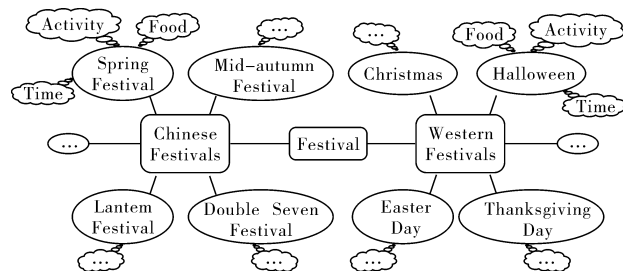 Activity
Food
...
...
Food
Activity
Spring
Festival
Mid-autumn
Festival
Christmas
Halloween
Time
Time
...
Chinese
Festivals
Festival
Western
Festivals
...
Lantem
Festival
Double Seven
Festival
Easter
Day
Thanksgiving
Day
...
...
...
...